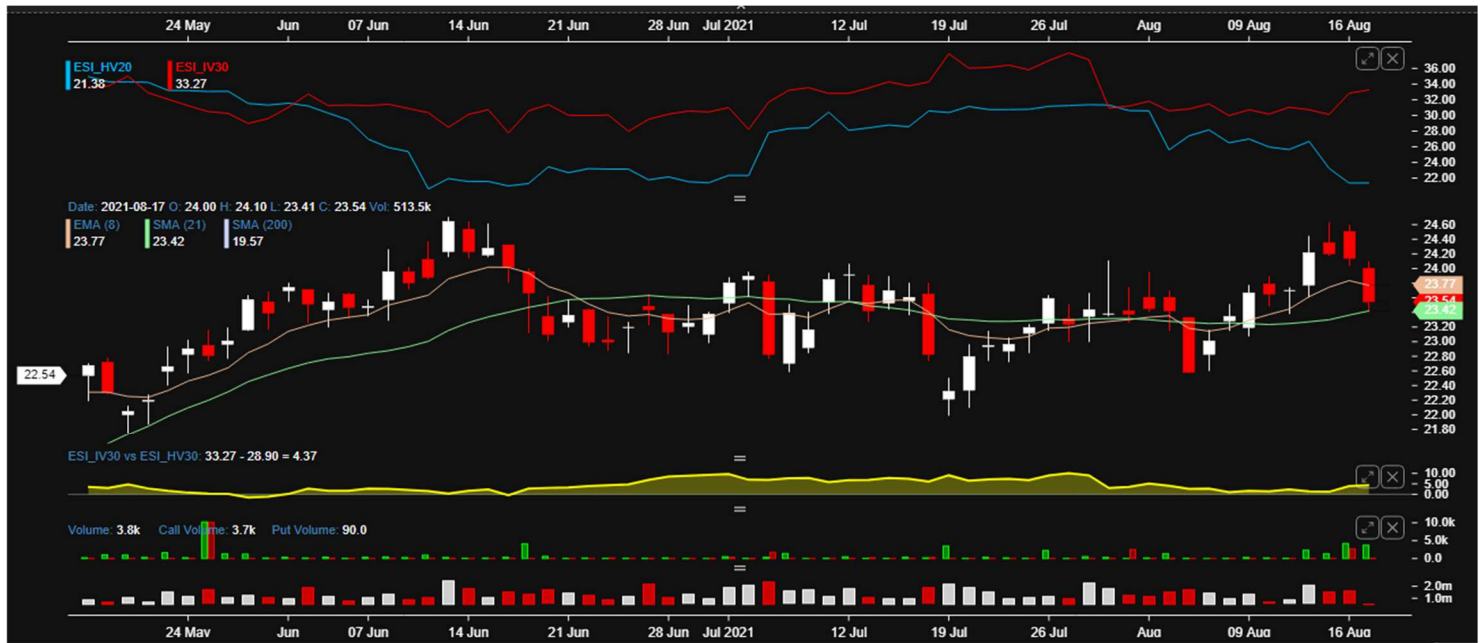 24 May Jun 07 Jun 14 Jun 21 Jun 28 Jun Jul 2021 12 Jul 19 Jul 26 Jul Aug 09 Aug 16 Aug
ESI_HV20 ESI_IV30
21.38 33.27
36.00
34.00
32.00
30.00
28.00
26.00
24.00
22.00
Date: 2021-08-17 O: 24.00 H: 24.10 L: 23.41 C: 23.54 Vol: 513.5k
EMA (8) SMA (21) SMA (200)
23.77 23.42 19.57
24.60
24.40
24.20
24.00
23.77
23.54
23.42
23.20
23.00
22.80
22.60
22.54
22.40
22.20
22.00
21.80
ESI_IV30 vs ESI_HV30: 33.27 - 28.90 = 4.37
10.00
5.00
0.00
Volume: 3.8k Call Volume: 3.7k Put Volume: 90.0
10.0k
5.0k
0.0
2.0m
1.0m
24 May Jun 07 Jun 14 Jun 21 Jun 28 Jun Jul 2021 12 Jul 19 Jul 26 Jul Aug 09 Aug 16 Aug